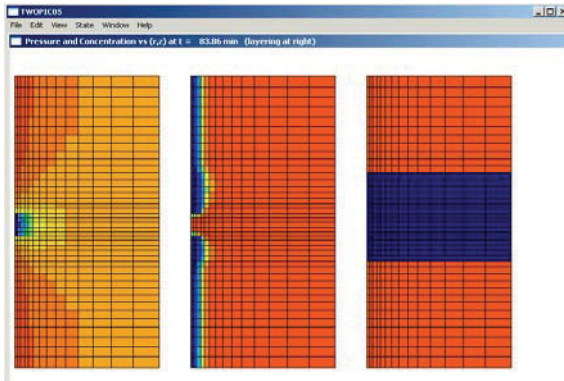 TWOPIC05
File Edit View State Window Help
Pressure and Concentration vs (r,z) at t = 83.86 min (layering at right)